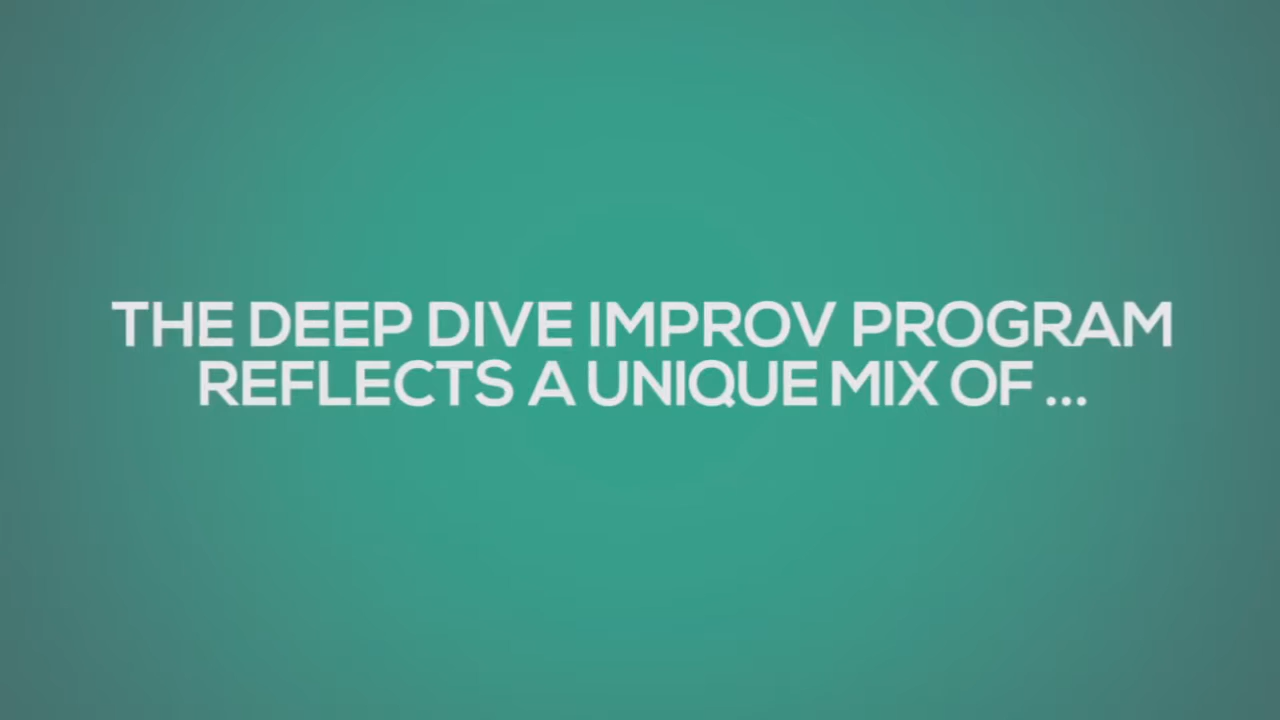 THE DEEP DIVE IMPROV PROGRAM
REFLECTS A UNIQUE MIX OF ...